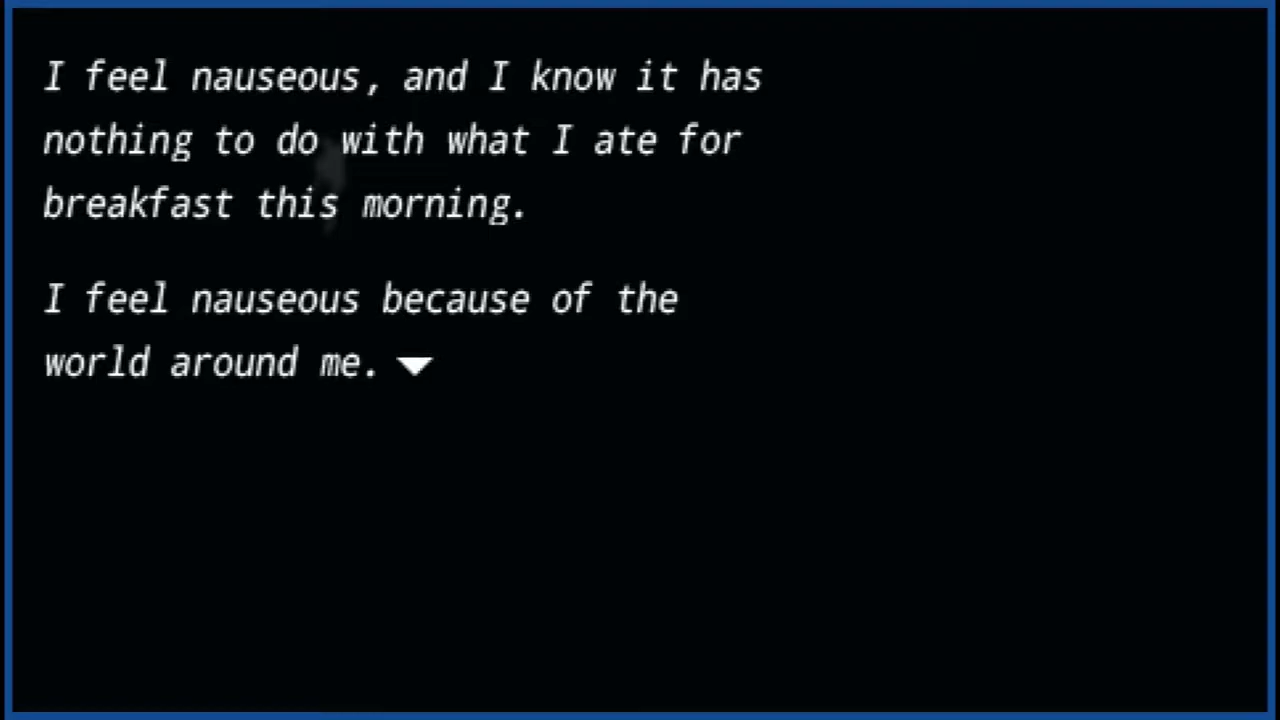 I feel nauseous, and I know it has
nothing to do with what I ate for
breakfast this morning.
I feel nauseous because of the
world around me.